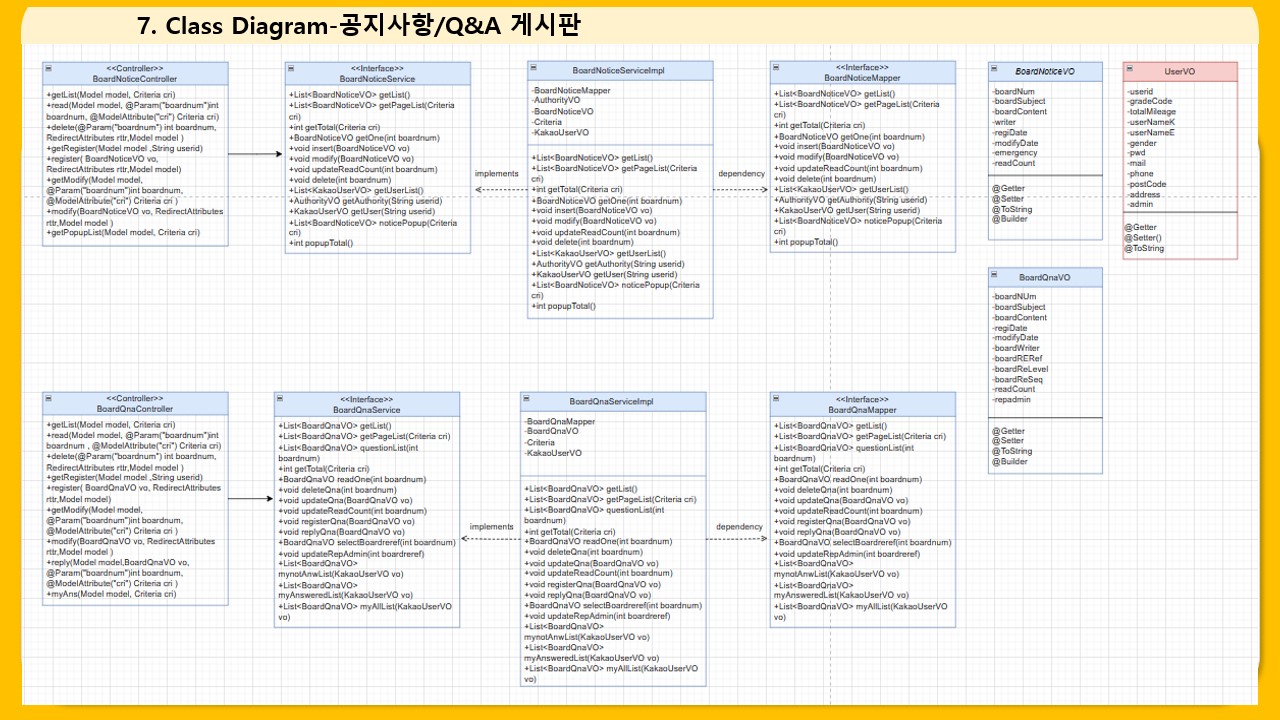 7. Class Diagram-공지사항/Q&A 게시판
<<Controller>>
BoardNoticeController
+getList(Model model, Criteria cri)
+read(Model model, @Param("boardnum")int
boardnum, @ModelAttribute("cri") Criteria cri)
+delete(@Param("boardnum") int boardnum,
RedirectAttributes rttr,Model model )
+getRegister(Model model ,String userid)
+register( BoardNoticeVO vo,
RedirectAttributes rttr,Model model)
+getModify(Model model,
@Param("boardnum")int boardnum,
@ModelAttribute("cri") Criteria cri )
+modify(BoardNoticeVO vo, RedirectAttributes
rttr,Model model )
+getPopupList(Model model, Criteria cri)
<<Interface>>
BoardNoticeService
+List<BoardNoticeVO> getList()
+List<BoardNoticeVO> getPageList(Criteria
cri)
+int getTotal(Criteria cri)
+BoardNoticeVO getOne(int boardnum)
+void insert(BoardNoticeVO vo)
+void modify(BoardNoticeVO vo)
+void updateReadCount(int boardnum)
+void delete(int boardnum)
+List<KakaoUserVO> getUserList()
+AuthorityVO getAuthority(String userid)
+KakaoUserVO getUser(String userid)
+List<BoardNoticeVO> noticePopup(Criteria
cri)
+int popupTotal()
implements
BoardNoticeServiceImpl
-BoardNoticeMapper
-AuthorityVO
-BoardNoticeVO
-Criteria
-KakaoUserVO
+List<BoardNoticeVO> getList()
+List<BoardNoticeVO> getPageList(Criteria
cri)
+int getTotal(Criteria cri)
+BoardNoticeVO getOne(int boardnum)
+void insert(BoardNoticeVO vo)
+void modify(BoardNoticeVO vo)
+void updateReadCount(int boardnum)
+void delete(int boardnum)
+List<KakaoUserVO> getUserList()
+AuthorityVO getAuthority(String userid)
+KakaoUserVO getUser(String userid)
+List<BoardNoticeVO> noticePopup(Criteria
cri)
+int popupTotal()
dependency
<<Interface>>
BoardNoticeMapper
+List<BoardNoticeVO> getList()
+List<BoardNoticeVO> getPageList(Criteria
cri)
+int getTotal(Criteria cri)
+BoardNoticeVO getOne(int boardnum)
+void insert(BoardNoticeVO vo)
+void modify(BoardNoticeVO vo)
+void updateReadCount(int boardnum)
+void delete(int boardnum)
+List<KakaoUserVO> getUserList()
+AuthorityVO getAuthority(String userid)
+KakaoUserVO getUser(String userid)
+List<BoardNoticeVO> noticePopup(Criteria
cri)
+int popupTotal()
BoardNoticeVO
-boardNum
-boardSubject
-boardContent
-writer
-regiDate
-modifyDate
-emergency
-readCount
@Getter
@Setter
@ToString
@Builder
UserVO
-userid
-gradeCode
-totalMileage
-userNameK
-userNameE
-gender
-pwd
-mail
-phone
-postCode
-address
-admin
@Getter
@Setter()
@ToString
BoardQnaVO
-boardNUm
-boardSubject
-boardContent
-regiDate
-modifyDate
-boardWriter
-boardRERef
-boardReLevel
-boardReSeq
-readCount
-repadmin
@Getter
@Setter
@ToString
@Builder
<<Controller>>
BoardQnaController
+getList(Model model, Criteria cri)
+read(Model model, @Param("boardnum")int
boardnum , @ModelAttribute("cri") Criteria cri)
+delete(@Param("boardnum") int boardnum,
RedirectAttributes rttr,Model model )
+getRegister(Model model ,String userid)
+register( BoardQnaVO vo, RedirectAttributes
rttr,Model model)
+getModify(Model model,
@Param("boardnum")int boardnum,
@ModelAttribute("cri") Criteria cri )
+modify(BoardQnaVO vo, RedirectAttributes
rttr,Model model )
+reply(Model model,BoardQnaVO vo,
@Param("boardnum")int boardnum,
@ModelAttribute("cri") Criteria cri )
+myAns(Model model, Criteria cri)
<<Interface>>
BoardQnaService
+List<BoardQnaVO> getList()
+List<BoardQnaVO> getPageList(Criteria cri)
+List<BoardQnaVO> questionList(int
boardnum)
+int getTotal(Criteria cri)
+BoardQnaVO readOne(int boardnum)
+void deleteQna(int boardnum)
+void updateQna(BoardQnaVO vo)
+void updateReadCount(int boardnum)
+void registerQna(BoardQnaVO vo)
+void replyQna(BoardQnaVO vo)
+BoardQnaVO selectBoardreref(int boardnum)
+void updateRepAdmin(int boardreref)
+List<BoardQnaVO>
mynotAnwList(KakaoUserVO vo)
+List<BoardQnaVO>
myAnsweredList(KakaoUserVO vo)
+List<BoardQnaVO> myAllList(KakaoUserVO
vo)
implements
BoardQnaServiceImpl
-BoardQnaMapper
-BoardQnaVO
-Criteria
-KakaoUserVO
+List<BoardQnaVO> getList()
+List<BoardQnaVO> getPageList(Criteria cri)
+List<BoardQnaVO> questionList(int
boardnum)
+int getTotal(Criteria cri)
+BoardQnaVO readOne(int boardnum)
+void deleteQna(int boardnum)
+void updateQna(BoardQnaVO vo)
+void updateReadCount(int boardnum)
+void registerQna(BoardQnaVO vo)
+void replyQna(BoardQnaVO vo)
+BoardQnaVO selectBoardreref(int boardnum)
+void updateRepAdmin(int boardreref)
+List<BoardQnaVO>
mynotAnwList(KakaoUserVO vo)
+List<BoardQnaVO>
myAnsweredList(KakaoUserVO vo)
+List<BoardQnaVO> myAllList(KakaoUserVO
vo)
dependency
<<Interface>>
BoardQnaMapper
+List<BoardQnaVO> getList()
+List<BoardQnaVO> getPageList(Criteria cri)
+List<BoardQnaVO> questionList(int
boardnum)
+int getTotal(Criteria cri)
+BoardQnaVO readOne(int boardnum)
+void deleteQna(int boardnum)
+void updateQna(BoardQnaVO vo)
+void updateReadCount(int boardnum)
+void registerQna(BoardQnaVO vo)
+void replyQna(BoardQnaVO vo)
+BoardQnaVO selectBoardreref(int boardnum)
+void updateRepAdmin(int boardreref)
+List<BoardQnaVO>
mynotAnwList(KakaoUserVO vo)
+List<BoardQnaVO>
myAnsweredList(KakaoUserVO vo)
+List<BoardQnaVO> myAllList(KakaoUserVO
vo)